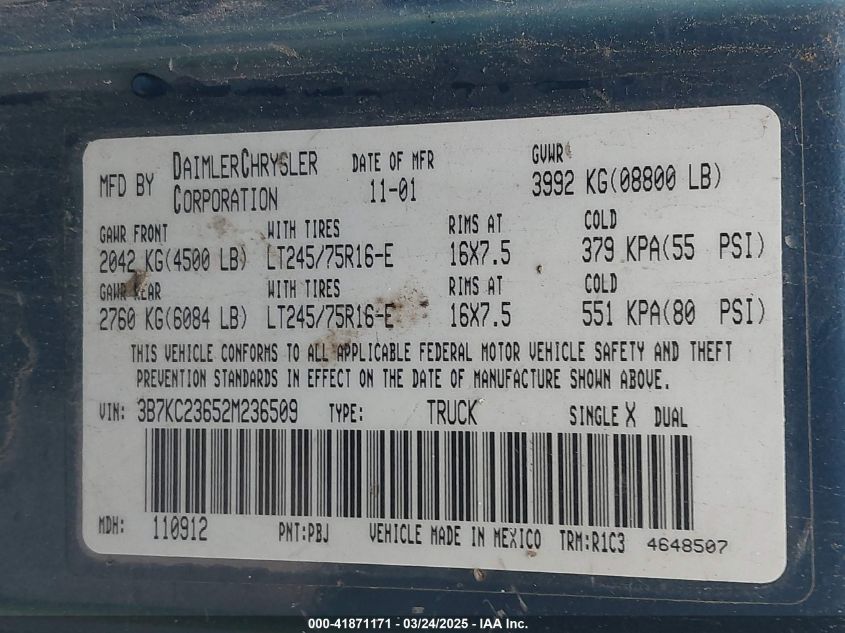 MFD BY DAIMLERCHRYSLER CORPORATION DATE OF MFR 11-01 GVWR 3992 KG(08800 LB)
GAWR FRONT WITH TIRES RIMS AT COLD
2042 KG(4500 LB) LT245/75R16-E 16X7.5 379 KPA(55 PSI)
GAWR REAR WITH TIRES RIMS AT COLD
2760 KG(6084 LB) LT245/75R16-E 16X7.5 551 KPA(80 PSI)
THIS VEHICLE CONFORMS TO ALL APPLICABLE FEDERAL MOTOR VEHICLE SAFETY AND THEFT
PREVENTION STANDARDS IN EFFECT ON THE DATE OF MANUFACTURE SHOWN ABOVE.
VIN: 3B7KC23652M236509 TYPE: TRUCK SINGLE X DUAL
MDH: 110912 PNT:PBJ VEHICLE MADE IN MEXICO TRM:R1C3 4648507
000-41871171 - 03/24/2025 - IAA Inc.